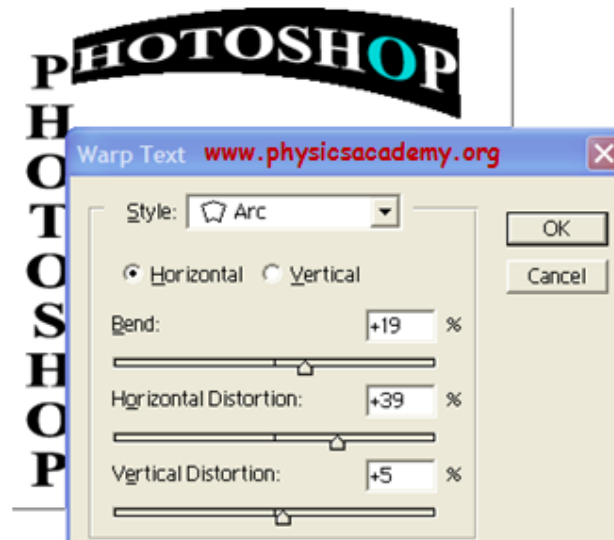 PHOTOSHOP
PHOTOSHOP
Warp Text www.physicsacademy.org
Style: Arc
OK
Horizontal Vertical
Cancel
Bend: +19 %
Horizontal Distortion: +39 %
Vertical Distortion: +5 %